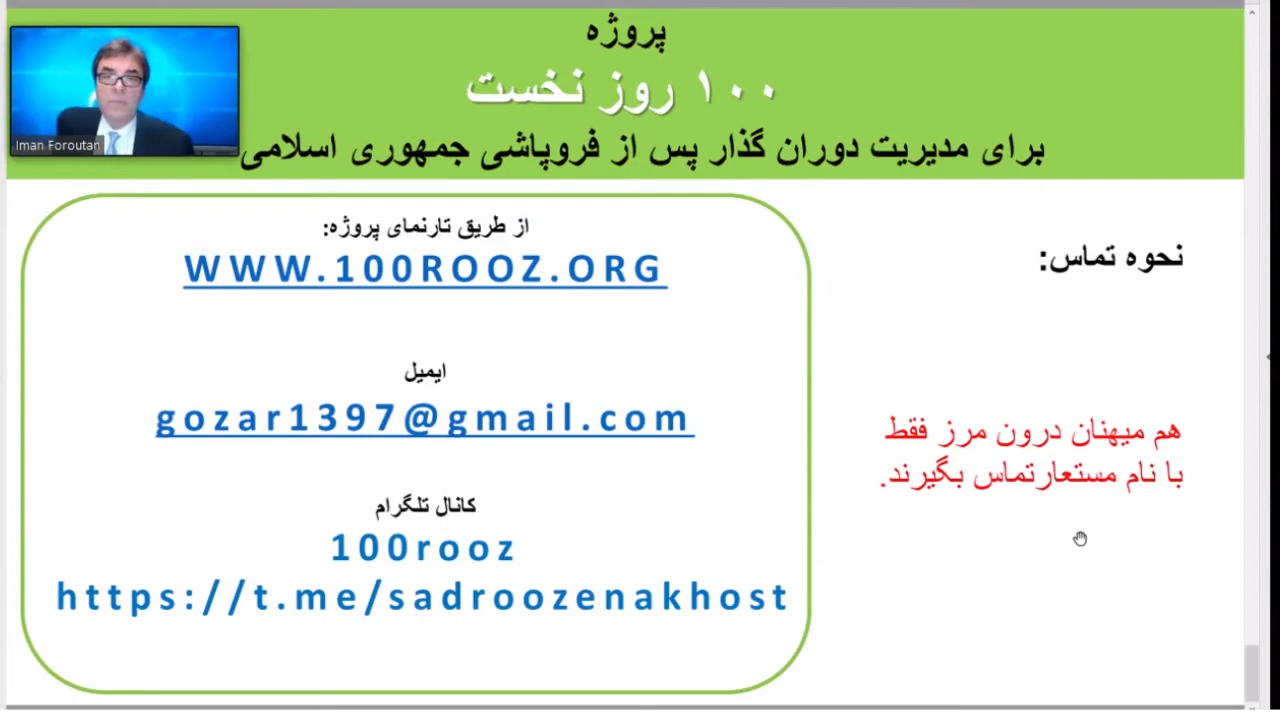 پروژه
۱۰۰ روز نخست
برای مدیریت دوران گذار پس از فروپاشی جمهوری اسلامی
Iman Foroutan
نحوه تماس:
هم میهنان درون مرز فقط
با نام مستعارتماس بگیرند.
از طریق تارنمای پروژه:
WWW.100ROOZ.ORG
ایمیل
gozar1397@gmail.com
کانال تلگرام
100rooz
https://t.me/sadroozenakhost